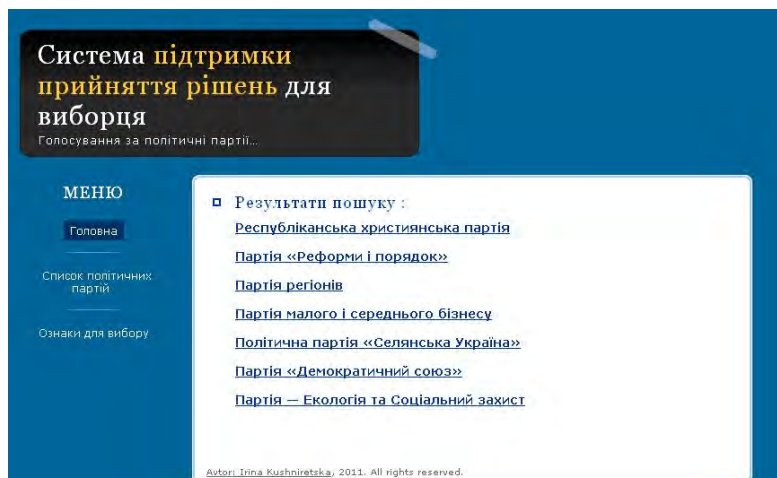 Система підтримки
прийняття рішень для
виборця
Голосування за політичні партії...
МЕНЮ
Головна
Список політичних
партій
Ознаки для вибору
Результати пошуку :
Республіканська християнська партія
Партія «Реформи і порядок»
Партія регіонів
Партія малого і середнього бізнесу
Політична партія «Селянська Україна»
Партія «Демократичний союз»
Партія — Екологія та Соціальний захист
Avtor: Irina Kushniretska, 2011. All rights reserved.